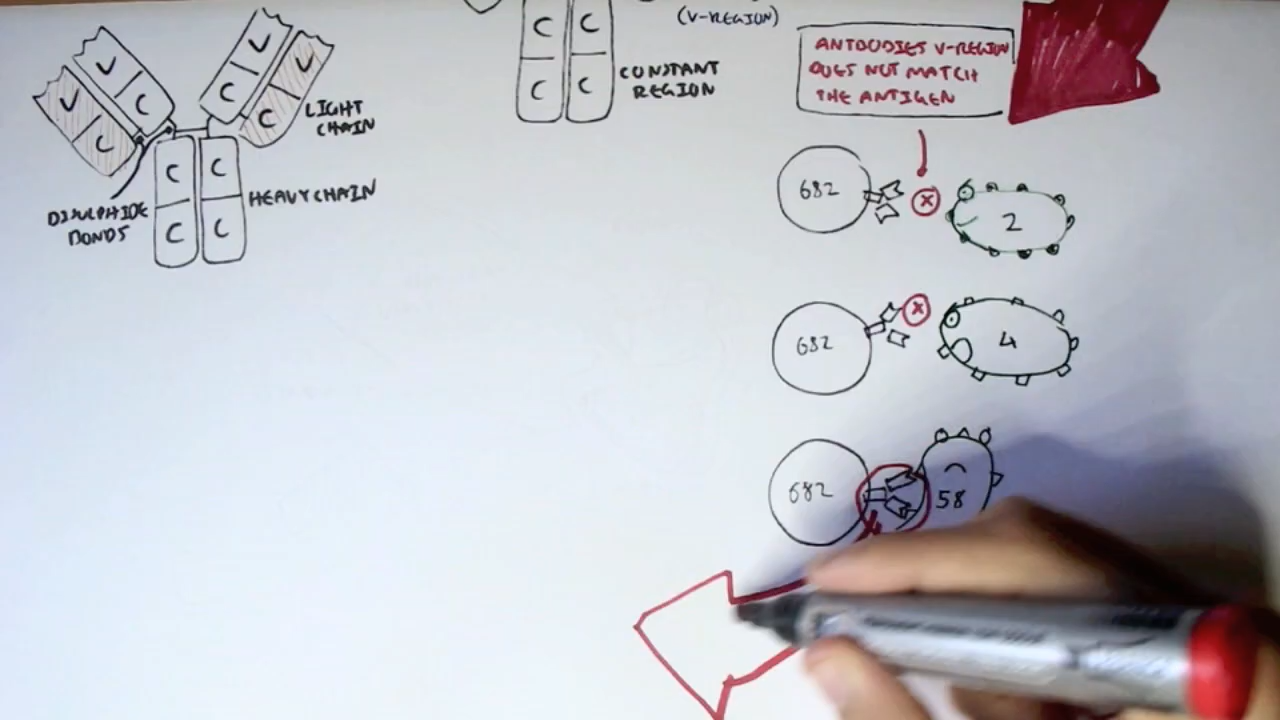 V
C
V
C
V
C
V
C
LIGHT
CHAIN
C
C
C
C
HEAVY CHAIN
DISULPHIDE
BONDS
C
C
C
C
(V-REGION)
CONSTANT
REGION
ANTBODIES V-REGION
DOES NOT MATCH
THE ANTIGEN
682
X
2
682
X
4
682
58